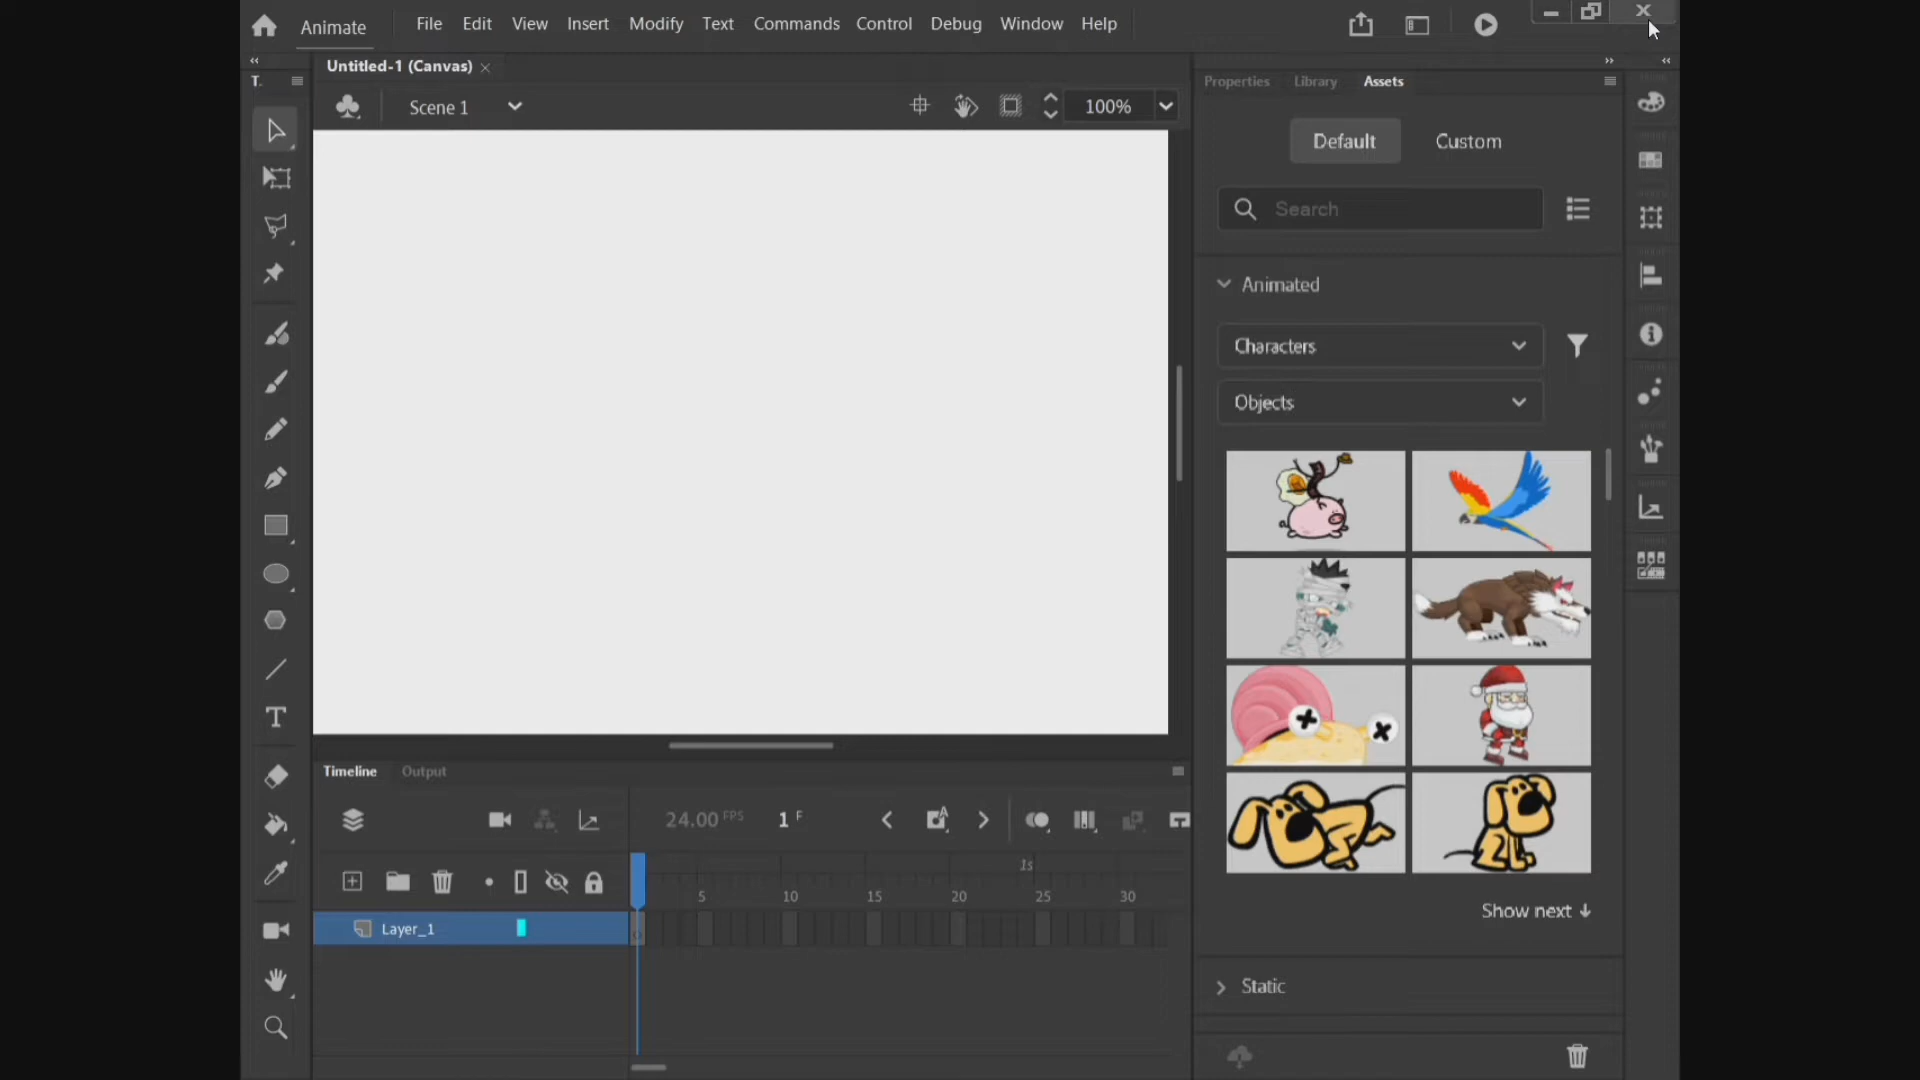 Animate
File Edit View Insert Modify Text Commands Control Debug Window Help
Untitled-1 (Canvas)
T.
Scene 1
100%
Properties Library Assets
Default Custom
Search
Animated
Characters
Objects
Show next
Static
Timeline Output
24.00 FPS 1 F
1s
5 10 15 20 25 30
Layer_1